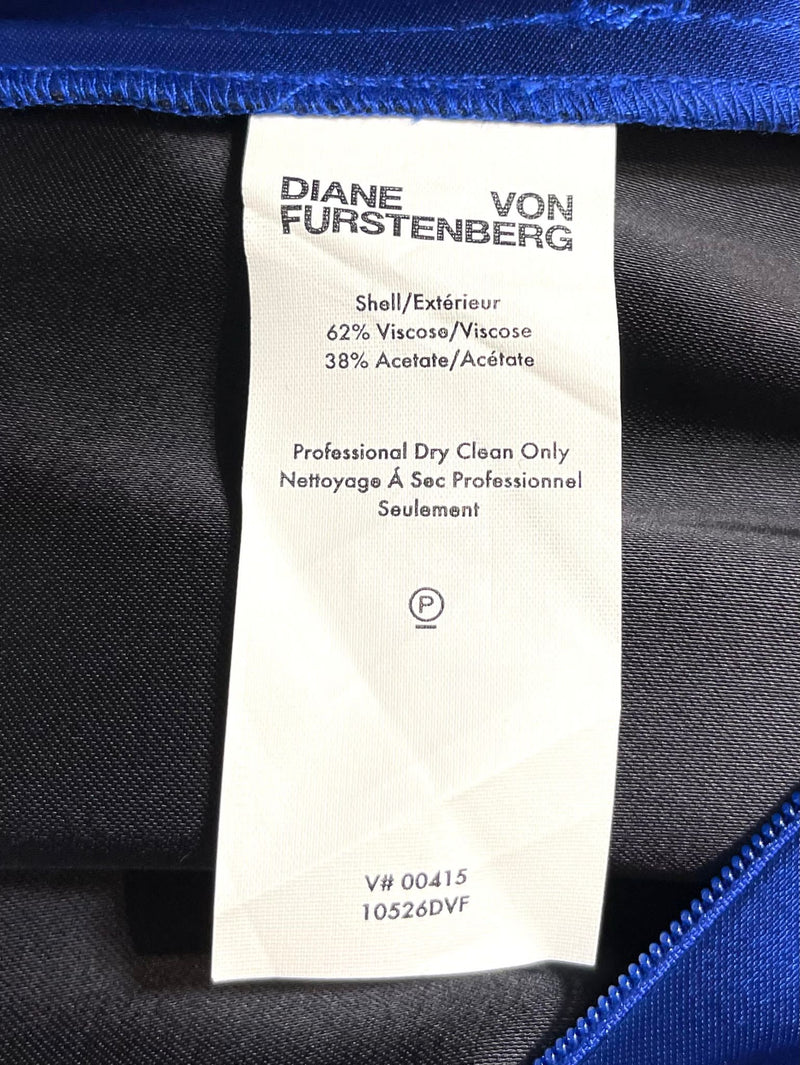 DIANE VON
FURSTENBERG
Shell/Extérieur
62% Viscose/Viscose
38% Acetate/Acétate
Professional Dry Clean Only
Nettoyage Á Sec Professionnel
Seulement
P
V# 00415
10526DVF